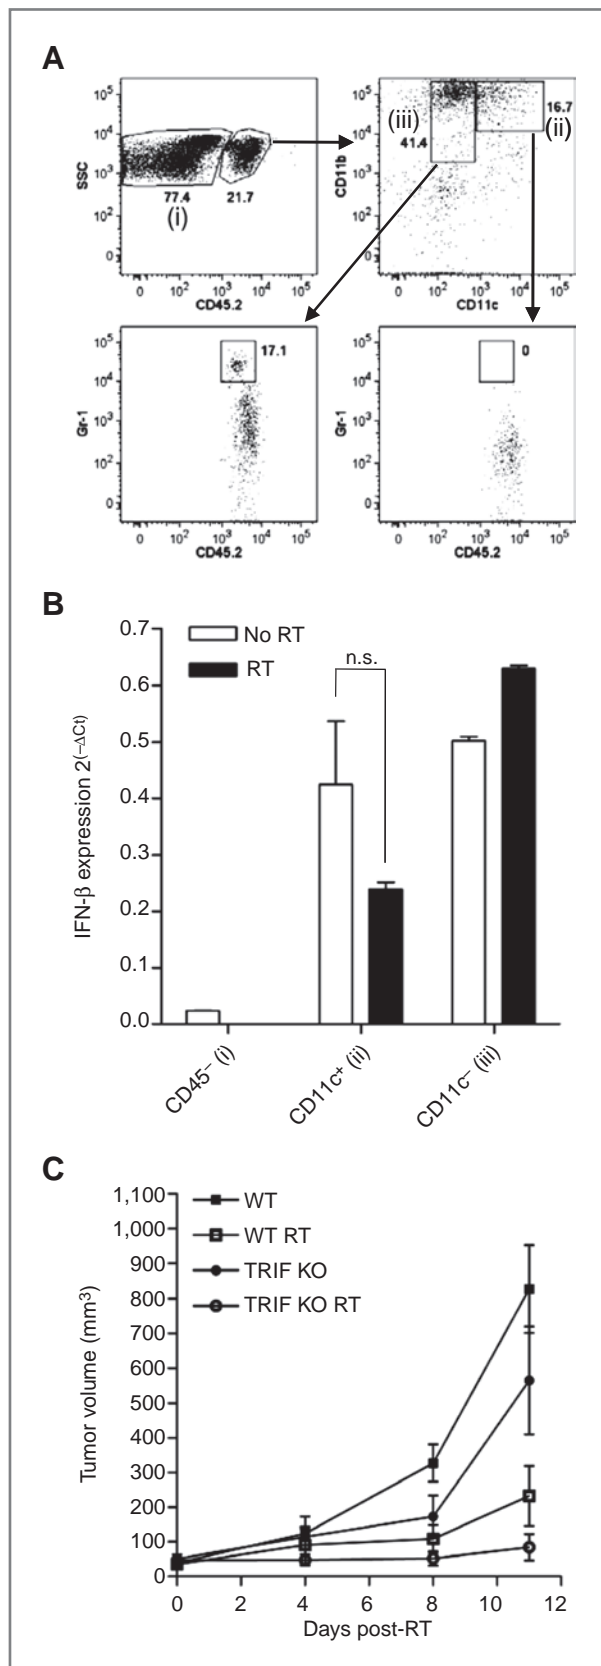 A
SSC
10⁵
10⁴
10³
10²
0
77.4
21.7
(i)
0 10² 10³ 10⁴ 10⁵
CD45.2
CD11b
10⁵
10⁴
10³
10²
0
(iii)
41.4
16.7
(ii)
0 10² 10³ 10⁴ 10⁵
CD11c
Gr-1
10⁵
10⁴
10³
10²
0
17.1
0 10² 10³ 10⁴ 10⁵
CD45.2
Gr-1
10⁵
10⁴
10³
10²
0
0
0 10² 10³ 10⁴ 10⁵
CD45.2
B
IFN-β expression 2(−ΔCt)
0.7
0.6
0.5
0.4
0.3
0.2
0.1
0.0
No RT
RT
n.s.
CD45⁻ (i)
CD11c⁺ (ii)
CD11c⁻ (iii)
C
Tumor volume (mm³)
1,100
1,000
900
800
700
600
500
400
300
200
100
0
WT
WT RT
TRIF KO
TRIF KO RT
0 2 4 6 8 10 12
Days post-RT